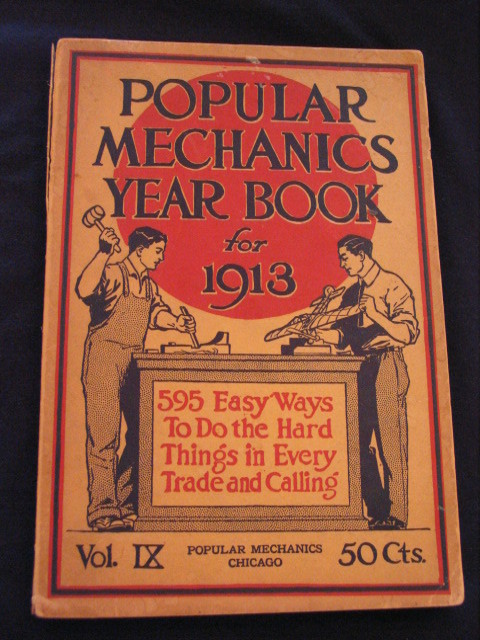 POPULAR
MECHANICS
YEAR BOOK
for
1913
595 Easy Ways
To Do the Hard
Things in Every
Trade and Calling
Vol. IX
POPULAR MECHANICS
CHICAGO
50 Cts.